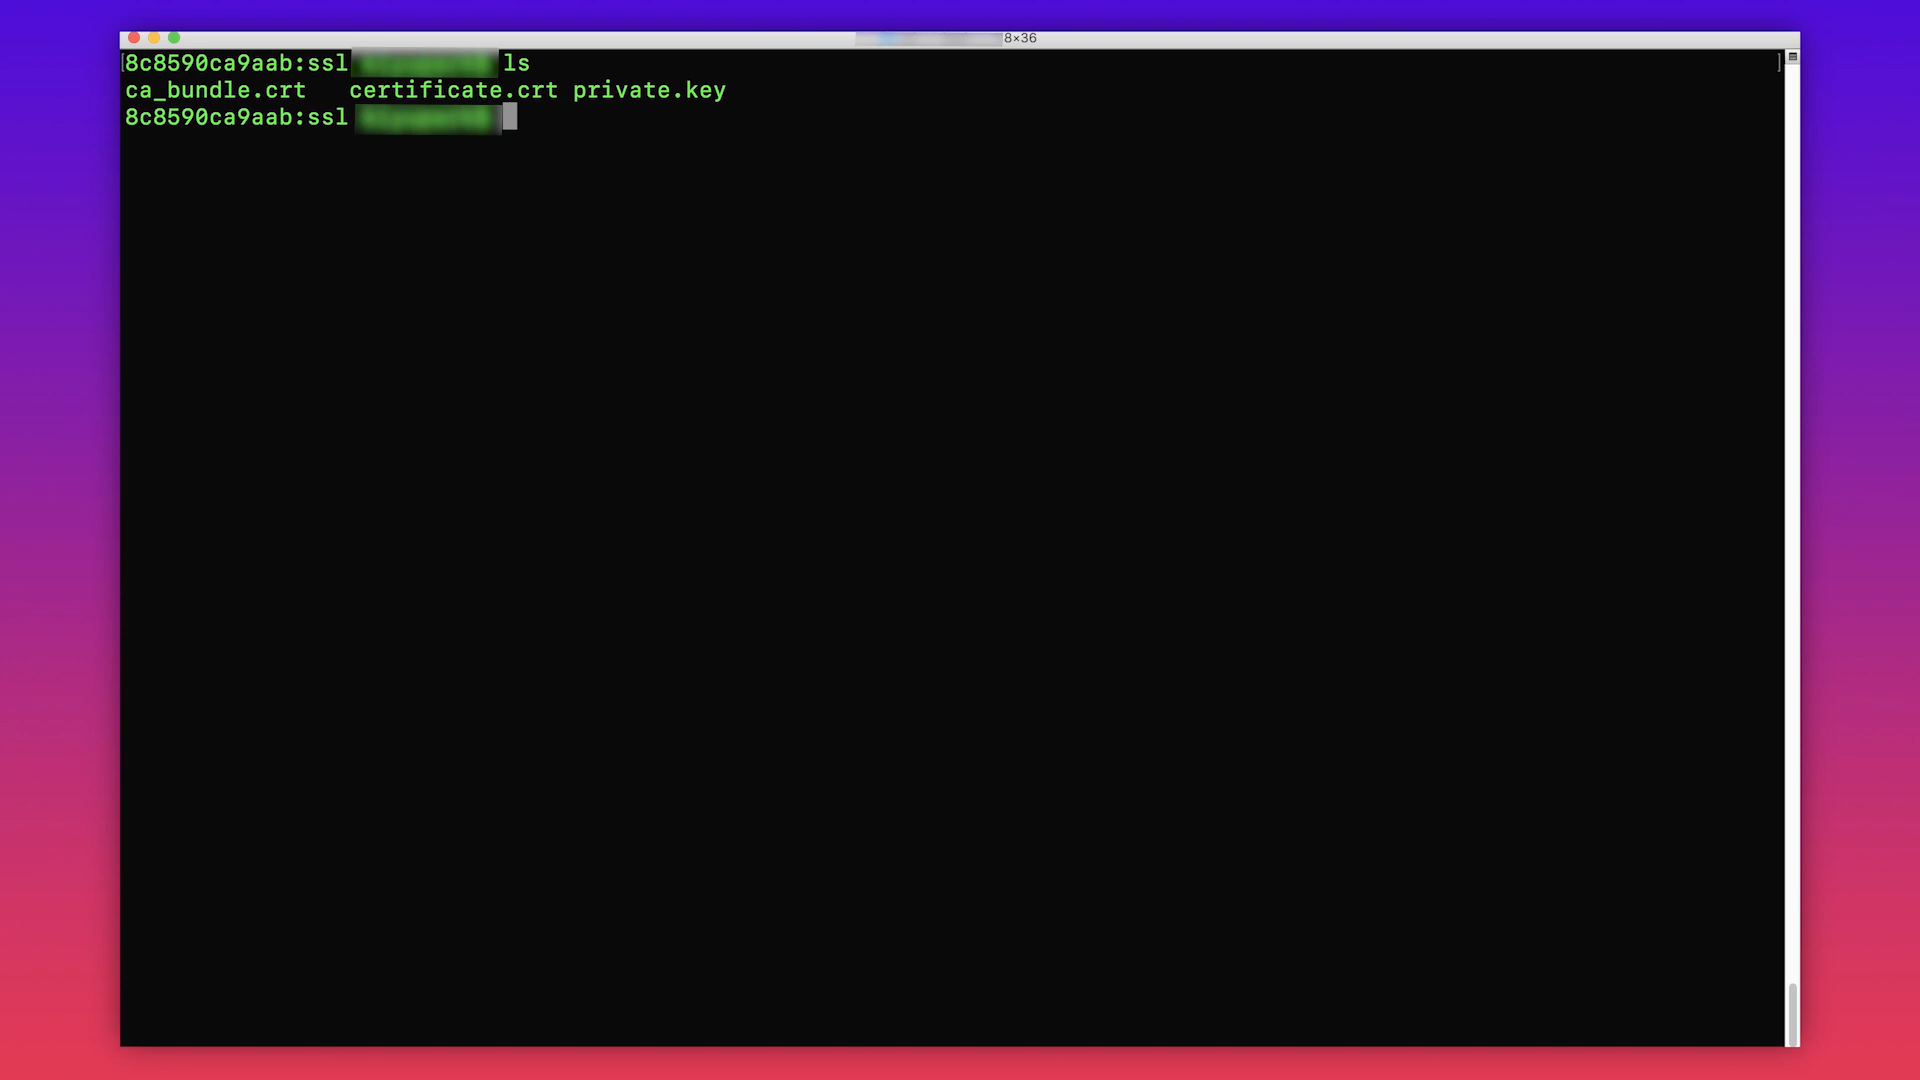 8×36
[8c8590ca9aab:ssl ls ]
ca_bundle.crt certificate.crt private.key
8c8590ca9aab:ssl